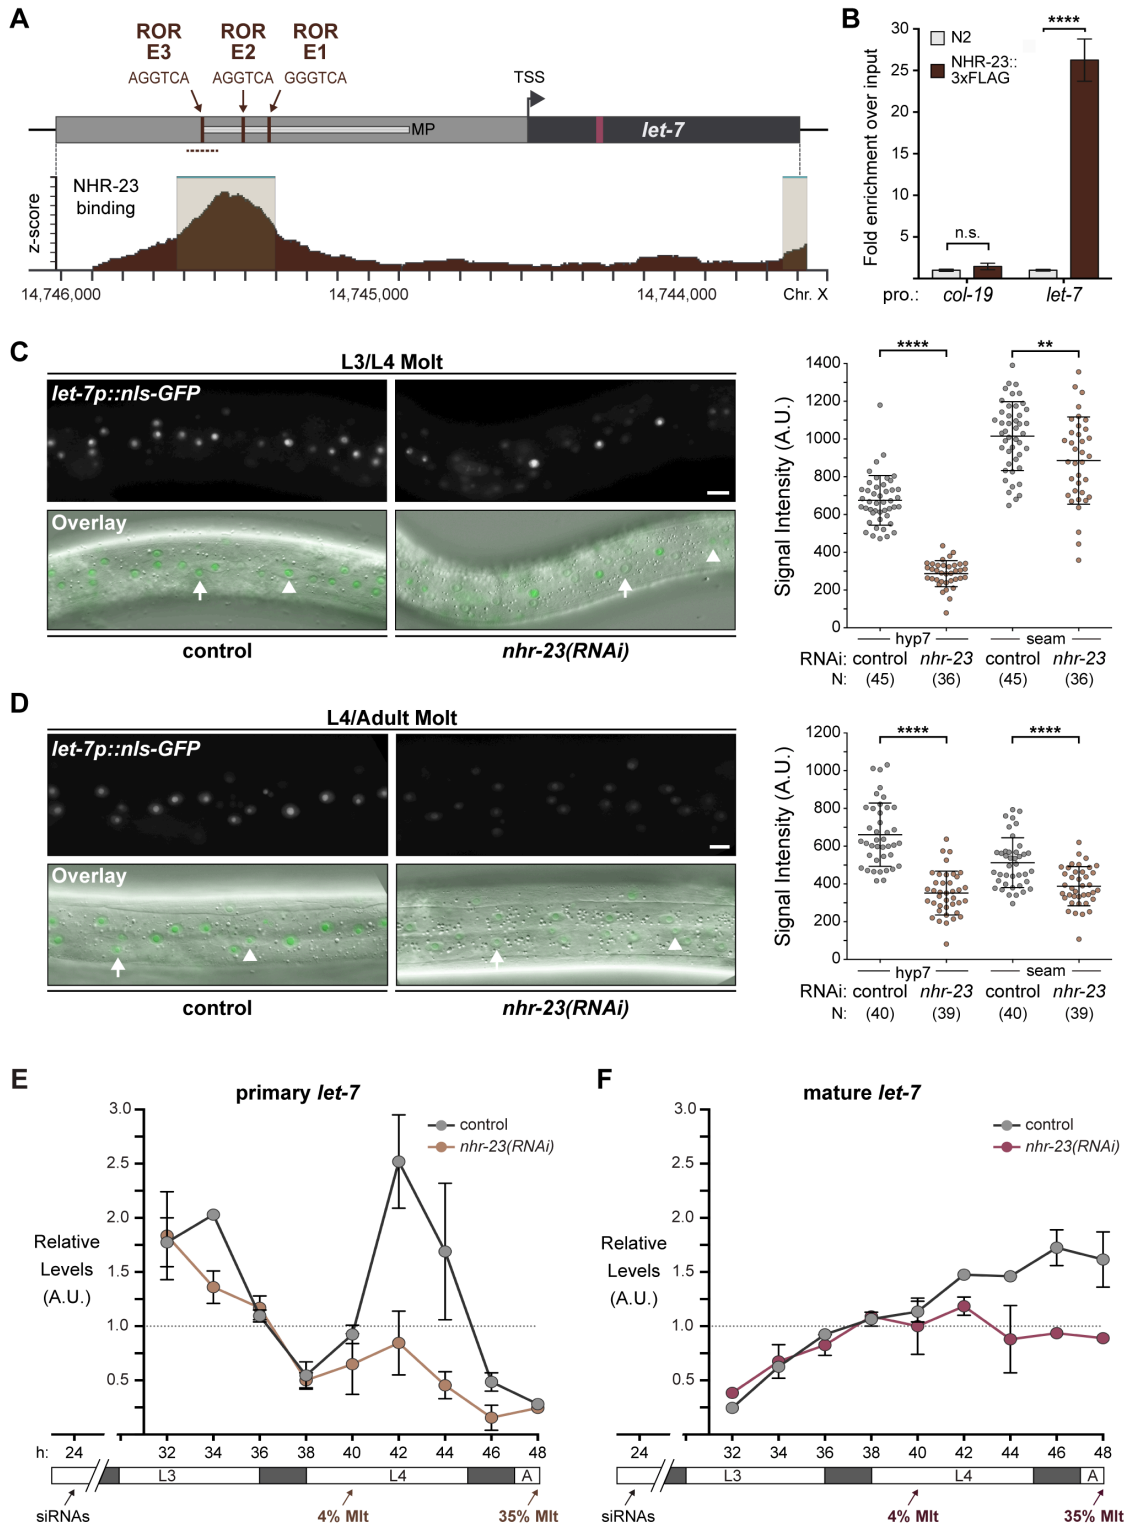 A
ROR E3
ROR E2
ROR E1
AGGTCA
AGGTCA
GGGTCA
TSS
MP
let-7
NHR-23 binding
z-score
14,746,000
14,745,000
14,744,000
Chr. X
B
Fold enrichment over input
30
25
20
15
10
5
N2
NHR-23:: 3xFLAG
****
n.s.
pro.:
col-19
let-7
C
L3/L4 Molt
let-7p::nls-GFP
Overlay
control
nhr-23(RNAi)
Signal Intensity (A.U.)
1400
1200
1000
800
600
400
200
0
****
**
hyp7
seam
RNAi: control nhr-23 control nhr-23
N: (45) (36) (45) (36)
D
L4/Adult Molt
let-7p::nls-GFP
Overlay
control
nhr-23(RNAi)
Signal Intensity (A.U.)
1200
1000
800
600
400
200
0
****
****
hyp7
seam
RNAi: control nhr-23 control nhr-23
N: (40) (39) (40) (39)
E
primary let-7
3.0
2.5
2.0
1.5
1.0
0.5
Relative
Levels
(A.U.)
control
nhr-23(RNAi)
h: 24 32 34 36 38 40 42 44 46 48
L3 L4 A
siRNAs
4% Mlt
35% Mlt
F
mature let-7
3.0
2.5
2.0
1.5
1.0
0.5
Relative
Levels
(A.U.)
control
nhr-23(RNAi)
24 32 34 36 38 40 42 44 46 48
L3 L4 A
siRNAs
4% Mlt
35% Mlt